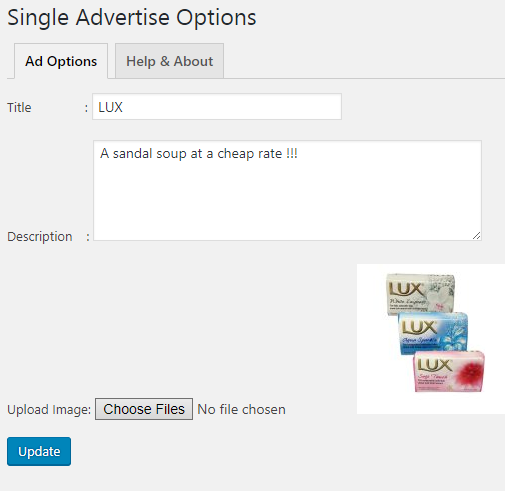 Single Advertise Options
Ad Options
Help & About
Title : LUX
A sandal soup at a cheap rate !!!
Description :
LUX
LUX
LUX
Upload Image: Choose Files No file chosen
Update